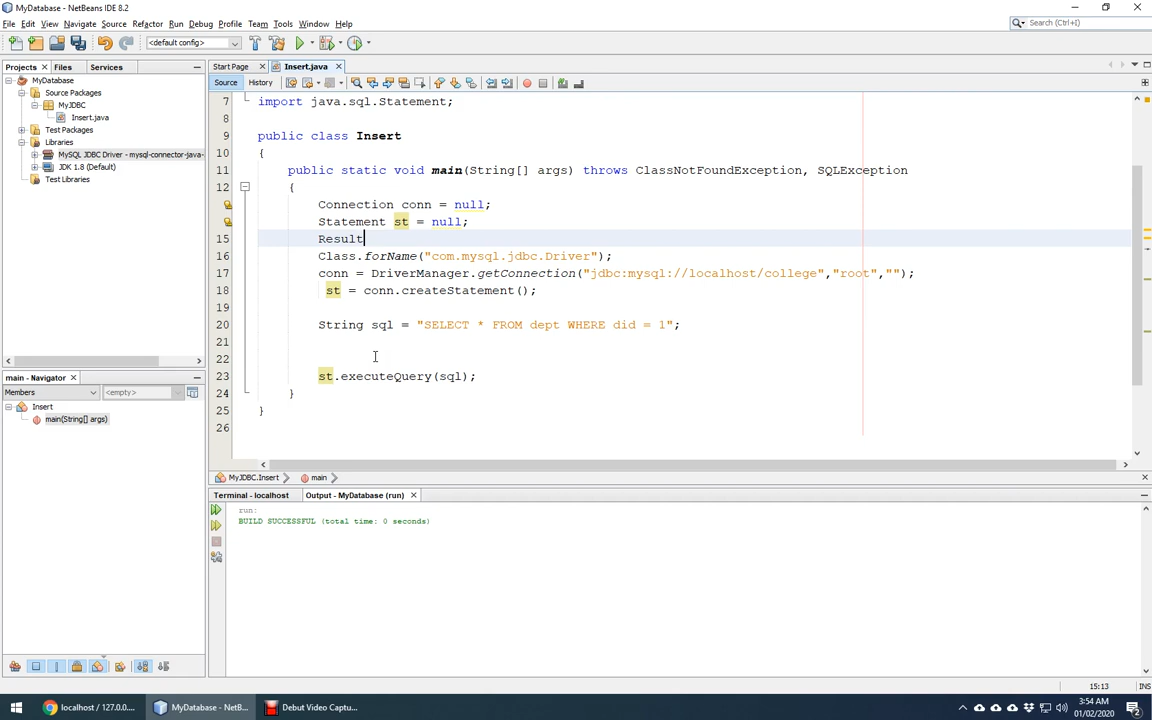 MyDatabase - NetBeans IDE 8.2
File Edit View Navigate Source Refactor Run Debug Profile Team Tools Window Help
Search (Ctrl+I)
<default config>
Projects Files Services
Start Page Insert.java
Source History
MyDatabase
Source Packages
MyJDBC
Insert.java
Test Packages
Libraries
MySQL JDBC Driver - mysql-connector-java-
JDK 1.8 (Default)
Test Libraries
7 import java.sql.Statement;
8
9 public class Insert
10 {
11 public static void main(String[] args) throws ClassNotFoundException, SQLException
12 {
Connection conn = null;
Statement st = null;
15 Result
16 Class.forName("com.mysql.jdbc.Driver");
17 conn = DriverManager.getConnection("jdbc:mysql://localhost/college","root","");
18 st = conn.createStatement();
19
20 String sql = "SELECT * FROM dept WHERE did = 1";
21
22
23 st.executeQuery(sql);
24 }
25 }
26
main - Navigator
Members <empty>
Insert
main(String[] args)
MyJDBC.Insert main
Terminal - localhost Output - MyDatabase (run)
run:
BUILD SUCCESSFUL (total time: 0 seconds)
15:13 INS
localhost / 127.0.0... MyDatabase - NetB... Debut Video Captu...
3:54 AM
01/02/2020
2